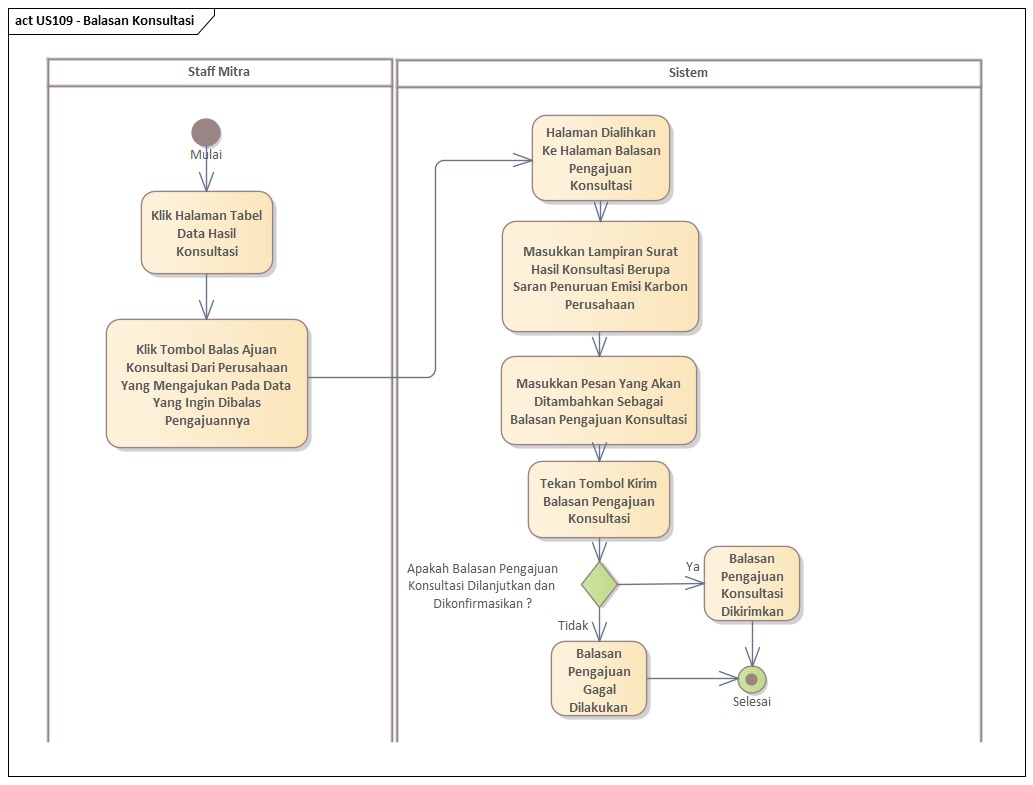 act US109 - Balasan Konsultasi
Staff Mitra
Sistem
Mulai
Klik Halaman Tabel
Data Hasil
Konsultasi
Klik Tombol Balas Ajuan
Konsultasi Dari Perusahaan
Yang Mengajukan Pada Data
Yang Ingin Dibalas
Pengajuannya
Halaman Dialihkan
Ke Halaman Balasan
Pengajuan
Konsultasi
Masukkan Lampiran Surat
Hasil Konsultasi Berupa
Saran Penuruan Emisi Karbon
Perusahaan
Masukkan Pesan Yang Akan
Ditambahkan Sebagai
Balasan Pengajuan Konsultasi
Tekan Tombol Kirim
Balasan Pengajuan
Konsultasi
Apakah Balasan Pengajuan
Konsultasi Dilanjutkan dan
Dikonfirmasikan ?
Ya
Balasan
Pengajuan
Konsultasi
Dikirimkan
Tidak
Balasan
Pengajuan
Gagal
Dilakukan
Selesai